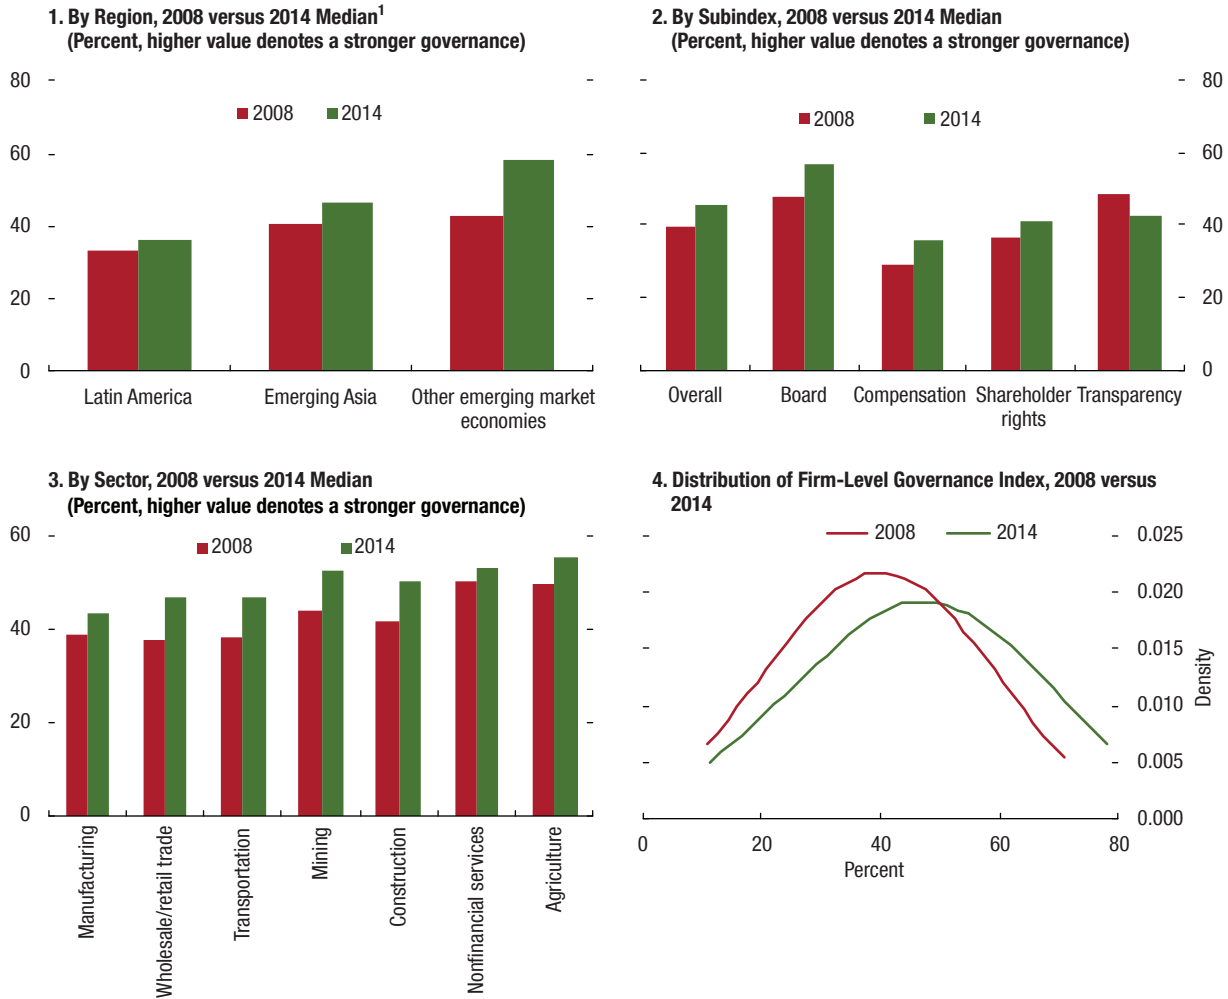 1. By Region, 2008 versus 2014 Median1
(Percent, higher value denotes a stronger governance)
80
60
40
20
0
2008
2014
Latin America
Emerging Asia
Other emerging market
economies
2. By Subindex, 2008 versus 2014 Median
(Percent, higher value denotes a stronger governance)
2008
2014
80
60
40
20
0
Overall
Board
Compensation
Shareholder
rights
Transparency
3. By Sector, 2008 versus 2014 Median
(Percent, higher value denotes a stronger governance)
60
40
20
0
2008
2014
Manufacturing
Wholesale/retail trade
Transportation
Mining
Construction
Nonfinancial services
Agriculture
4. Distribution of Firm-Level Governance Index, 2008 versus
2014
2008
2014
0.025
0.020
0.015
0.010
0.005
0.000
Density
0
20
40
60
80
Percent